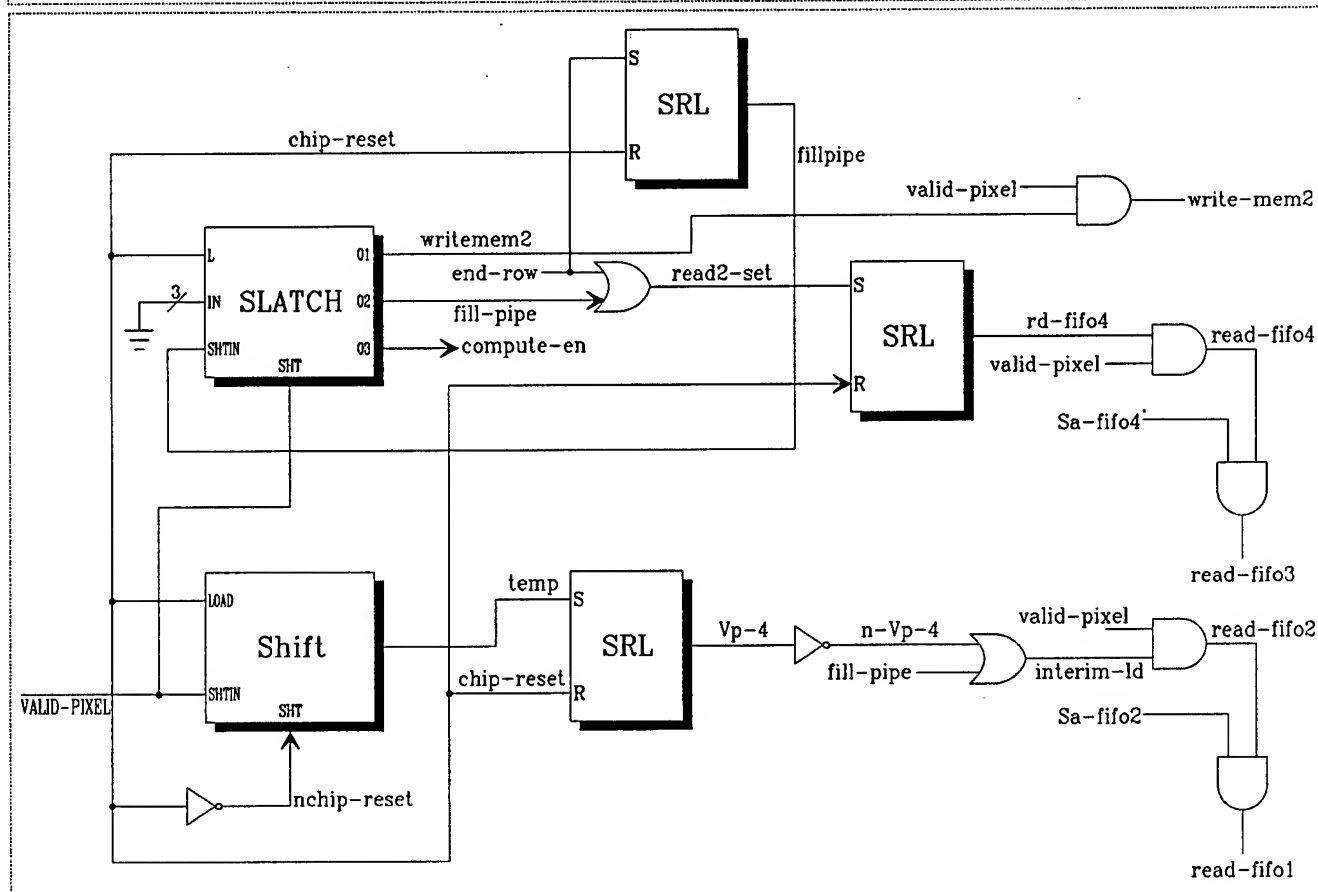 S
SRL
R
chip-reset
fillpipe
valid-pixel
write-mem2
L
O1
writemem2
end-row
read2-set
S
3
IN
SLATCH
O2
fill-pipe
SRL
rd-fifo4
read-fifo4
SHTIN
O3
compute-en
valid-pixel
SHT
R
Sa-fifo4
read-fifo3
LOAD
temp
S
Shift
SRL
Vp-4
n-Vp-4
valid-pixel
read-fifo2
fill-pipe
interim-ld
chip-reset
R
VALID-PIXEL
SHTIN
SHT
Sa-fifo2
nchip-reset
read-fifo1